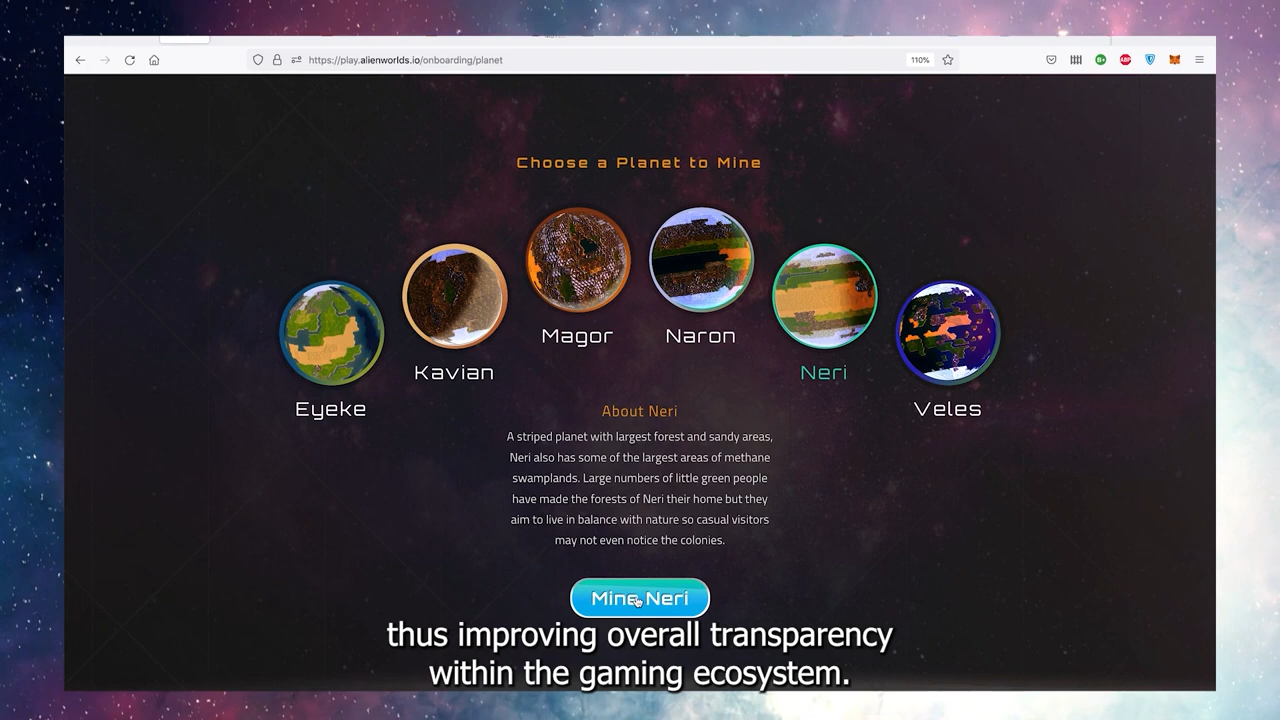 https://play.alienworlds.io/onboarding/planet
110%
Choose a Planet to Mine
Magor
Naron
Kavian
Neri
Eyeke
Veles
About Neri
A striped planet with largest forest and sandy areas,
Neri also has some of the largest areas of methane
swamplands. Large numbers of little green people
have made the forests of Neri their home but they
aim to live in balance with nature so casual visitors
may not even notice the colonies.
Mine Neri
thus improving overall transparency
within the gaming ecosystem.